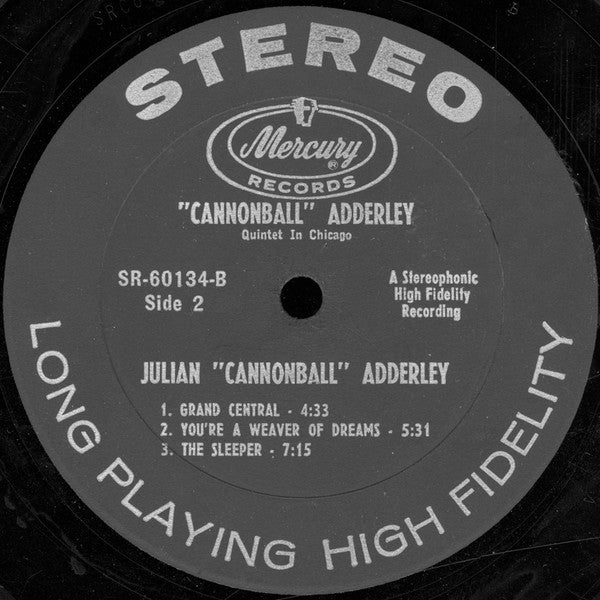 STEREO
Mercury
®
RECORDS
"CANNONBALL" ADDERLEY
Quintet In Chicago
SR-60134-B
Side 2
A Stereophonic
High Fidelity
Recording
JULIAN "CANNONBALL" ADDERLEY
1. GRAND CENTRAL - 4:33
2. YOU'RE A WEAVER OF DREAMS - 5:31
3. THE SLEEPER - 7:15
LONG PLAYING HIGH FIDELITY